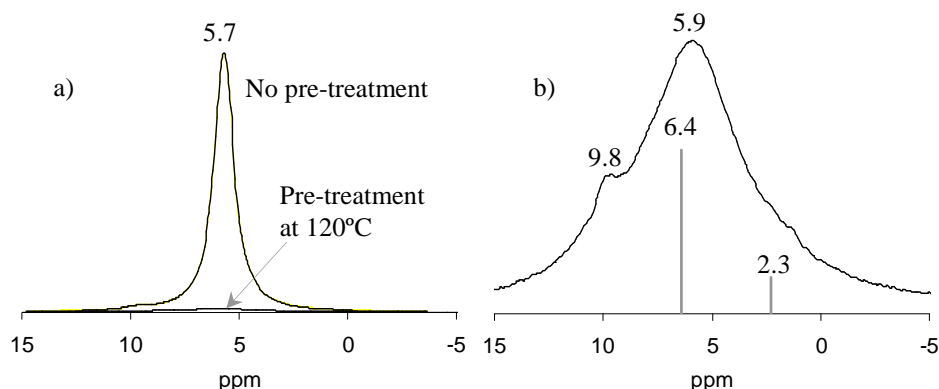 a)
5.7
No pre-treatment
Pre-treatment
at 120ºC
15 10 5 0 -5
ppm
b)
5.9
6.4
9.8
2.3
15 10 5 0 -5
ppm